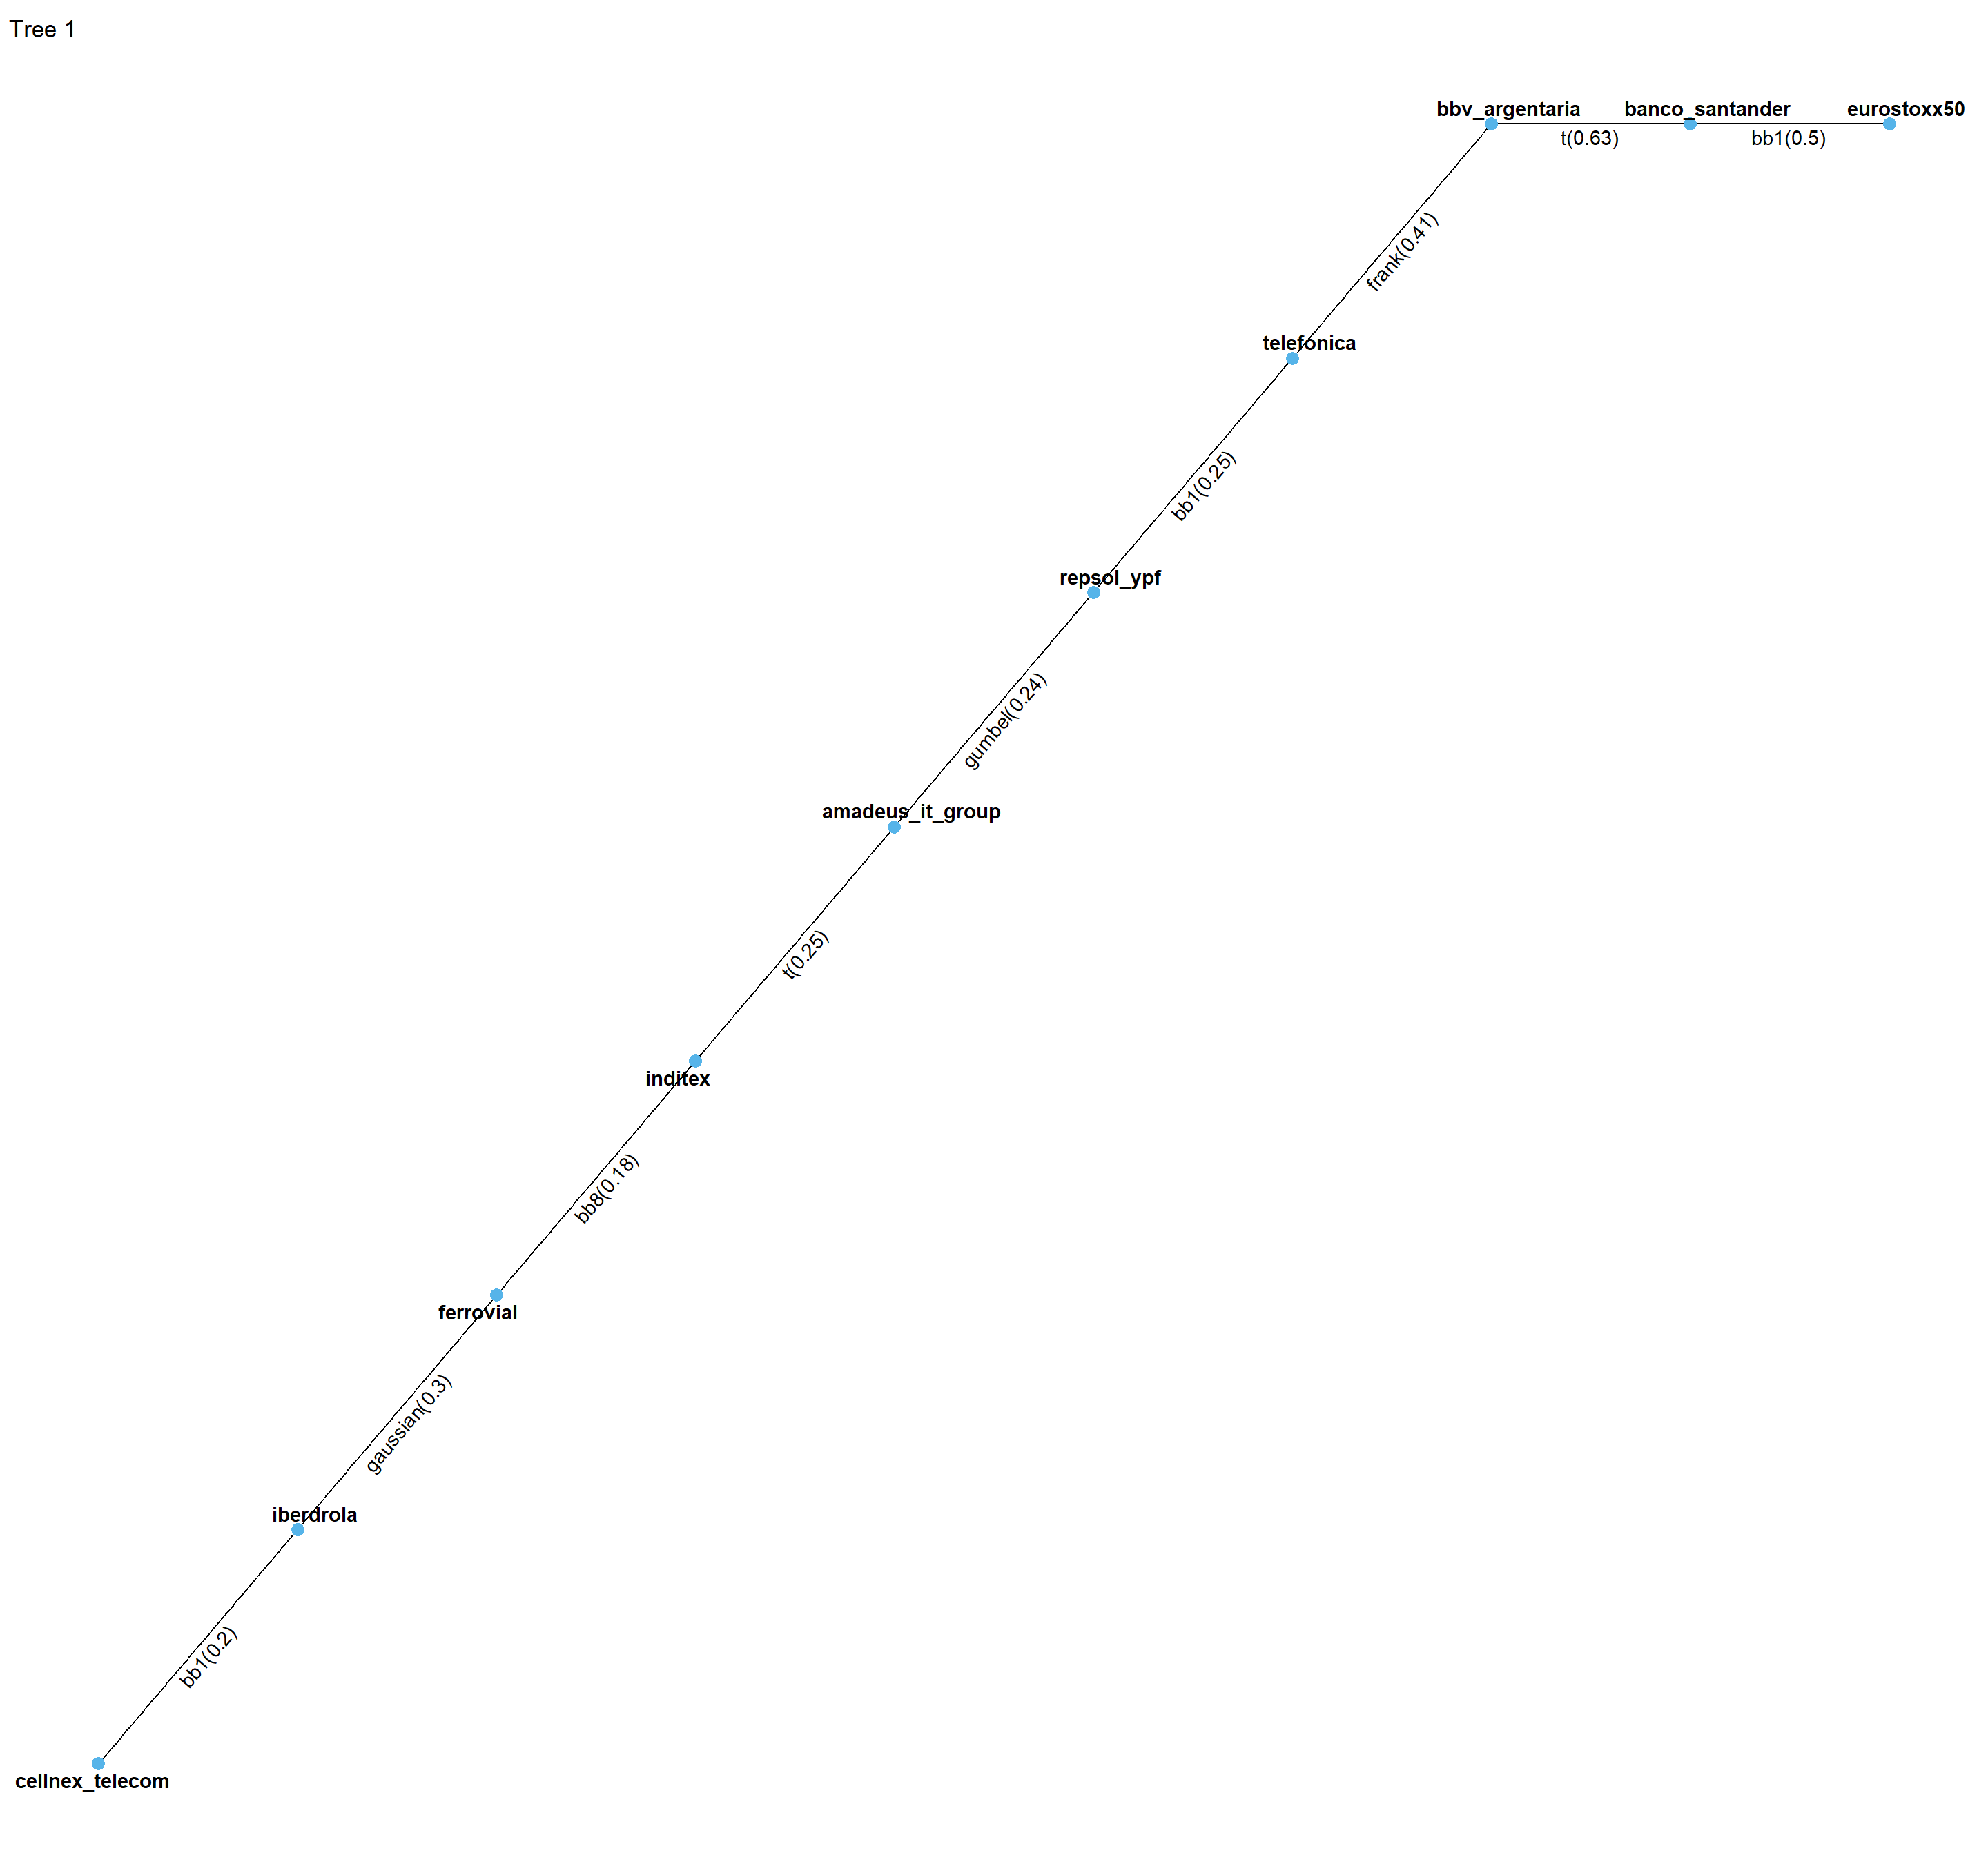 Tree 1
bbv_argentaria
banco_santander
eurostoxx50
t(0.63)
bb1(0.5)
frank(0.41)
telefonica
bb1(0.25)
repsol_ypf
gumbel(0.24)
amadeus_it_group
t(0.25)
inditex
bb8(0.18)
ferrovial
gaussian(0.3)
iberdrola
bb1(0.2)
cellnex_telecom